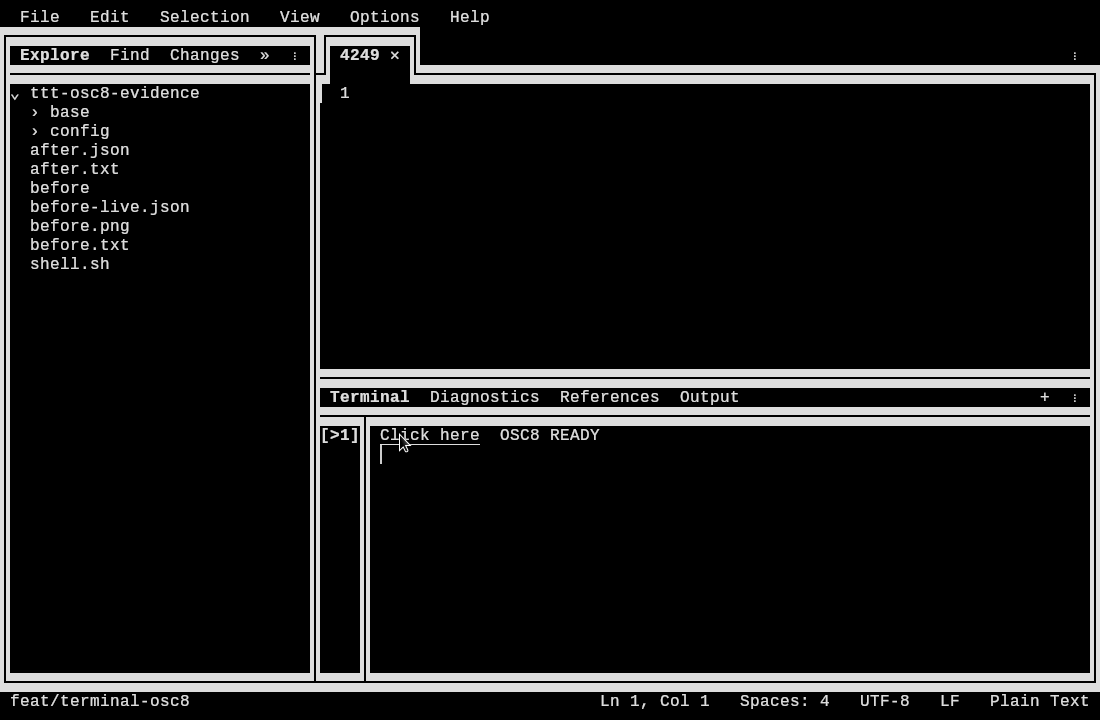 File Edit Selection View Options Help
Explore Find Changes » ⋮
4249 × ⋮
⌄ ttt-osc8-evidence
› base
› config
after.json
after.txt
before
before-live.json
before.png
before.txt
shell.sh
1
Terminal Diagnostics References Output + ⋮
[>1] Click here OSC8 READY
feat/terminal-osc8 Ln 1, Col 1 Spaces: 4 UTF-8 LF Plain Text